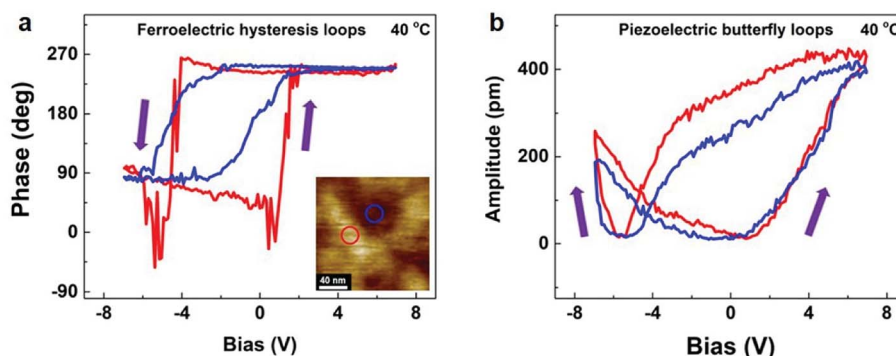 a
Ferroelectric hysteresis loops 40 °C
270
180
90
0
-90
Phase (deg)
-8 -4 0 4 8
Bias (V)
40 nm
b
Piezoelectric butterfly loops 40 °C
400
200
0
Amplitude (pm)
-8 -4 0 4 8
Bias (V)